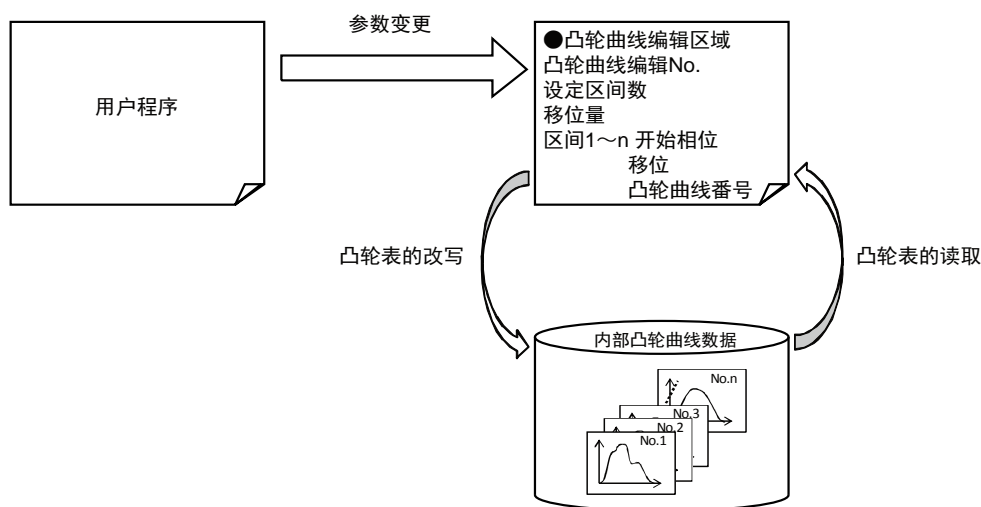 参数变更
用户程序
●凸轮曲线编辑区域
凸轮曲线编辑No.
设定区间数
移位量
区间1～n 开始相位
移位
凸轮曲线番号
凸轮表的改写
凸轮表的读取
内部凸轮曲线数据
No.n
No.3
No.2
No.1